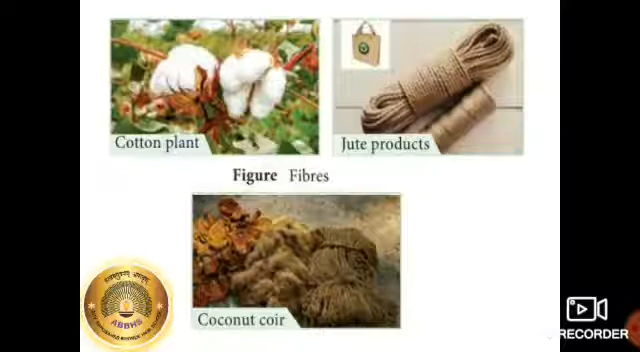 Cotton plant
Jute products
Figure Fibres
Coconut coir
ABBHS
RECORDER